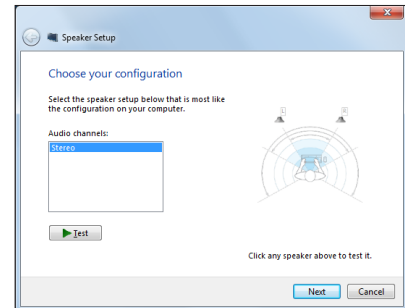 Speaker Setup
Choose your configuration
Select the speaker setup below that is most like
the configuration on your computer.
Audio channels:
Stereo
L R
Test
Click any speaker above to test it.
Next Cancel